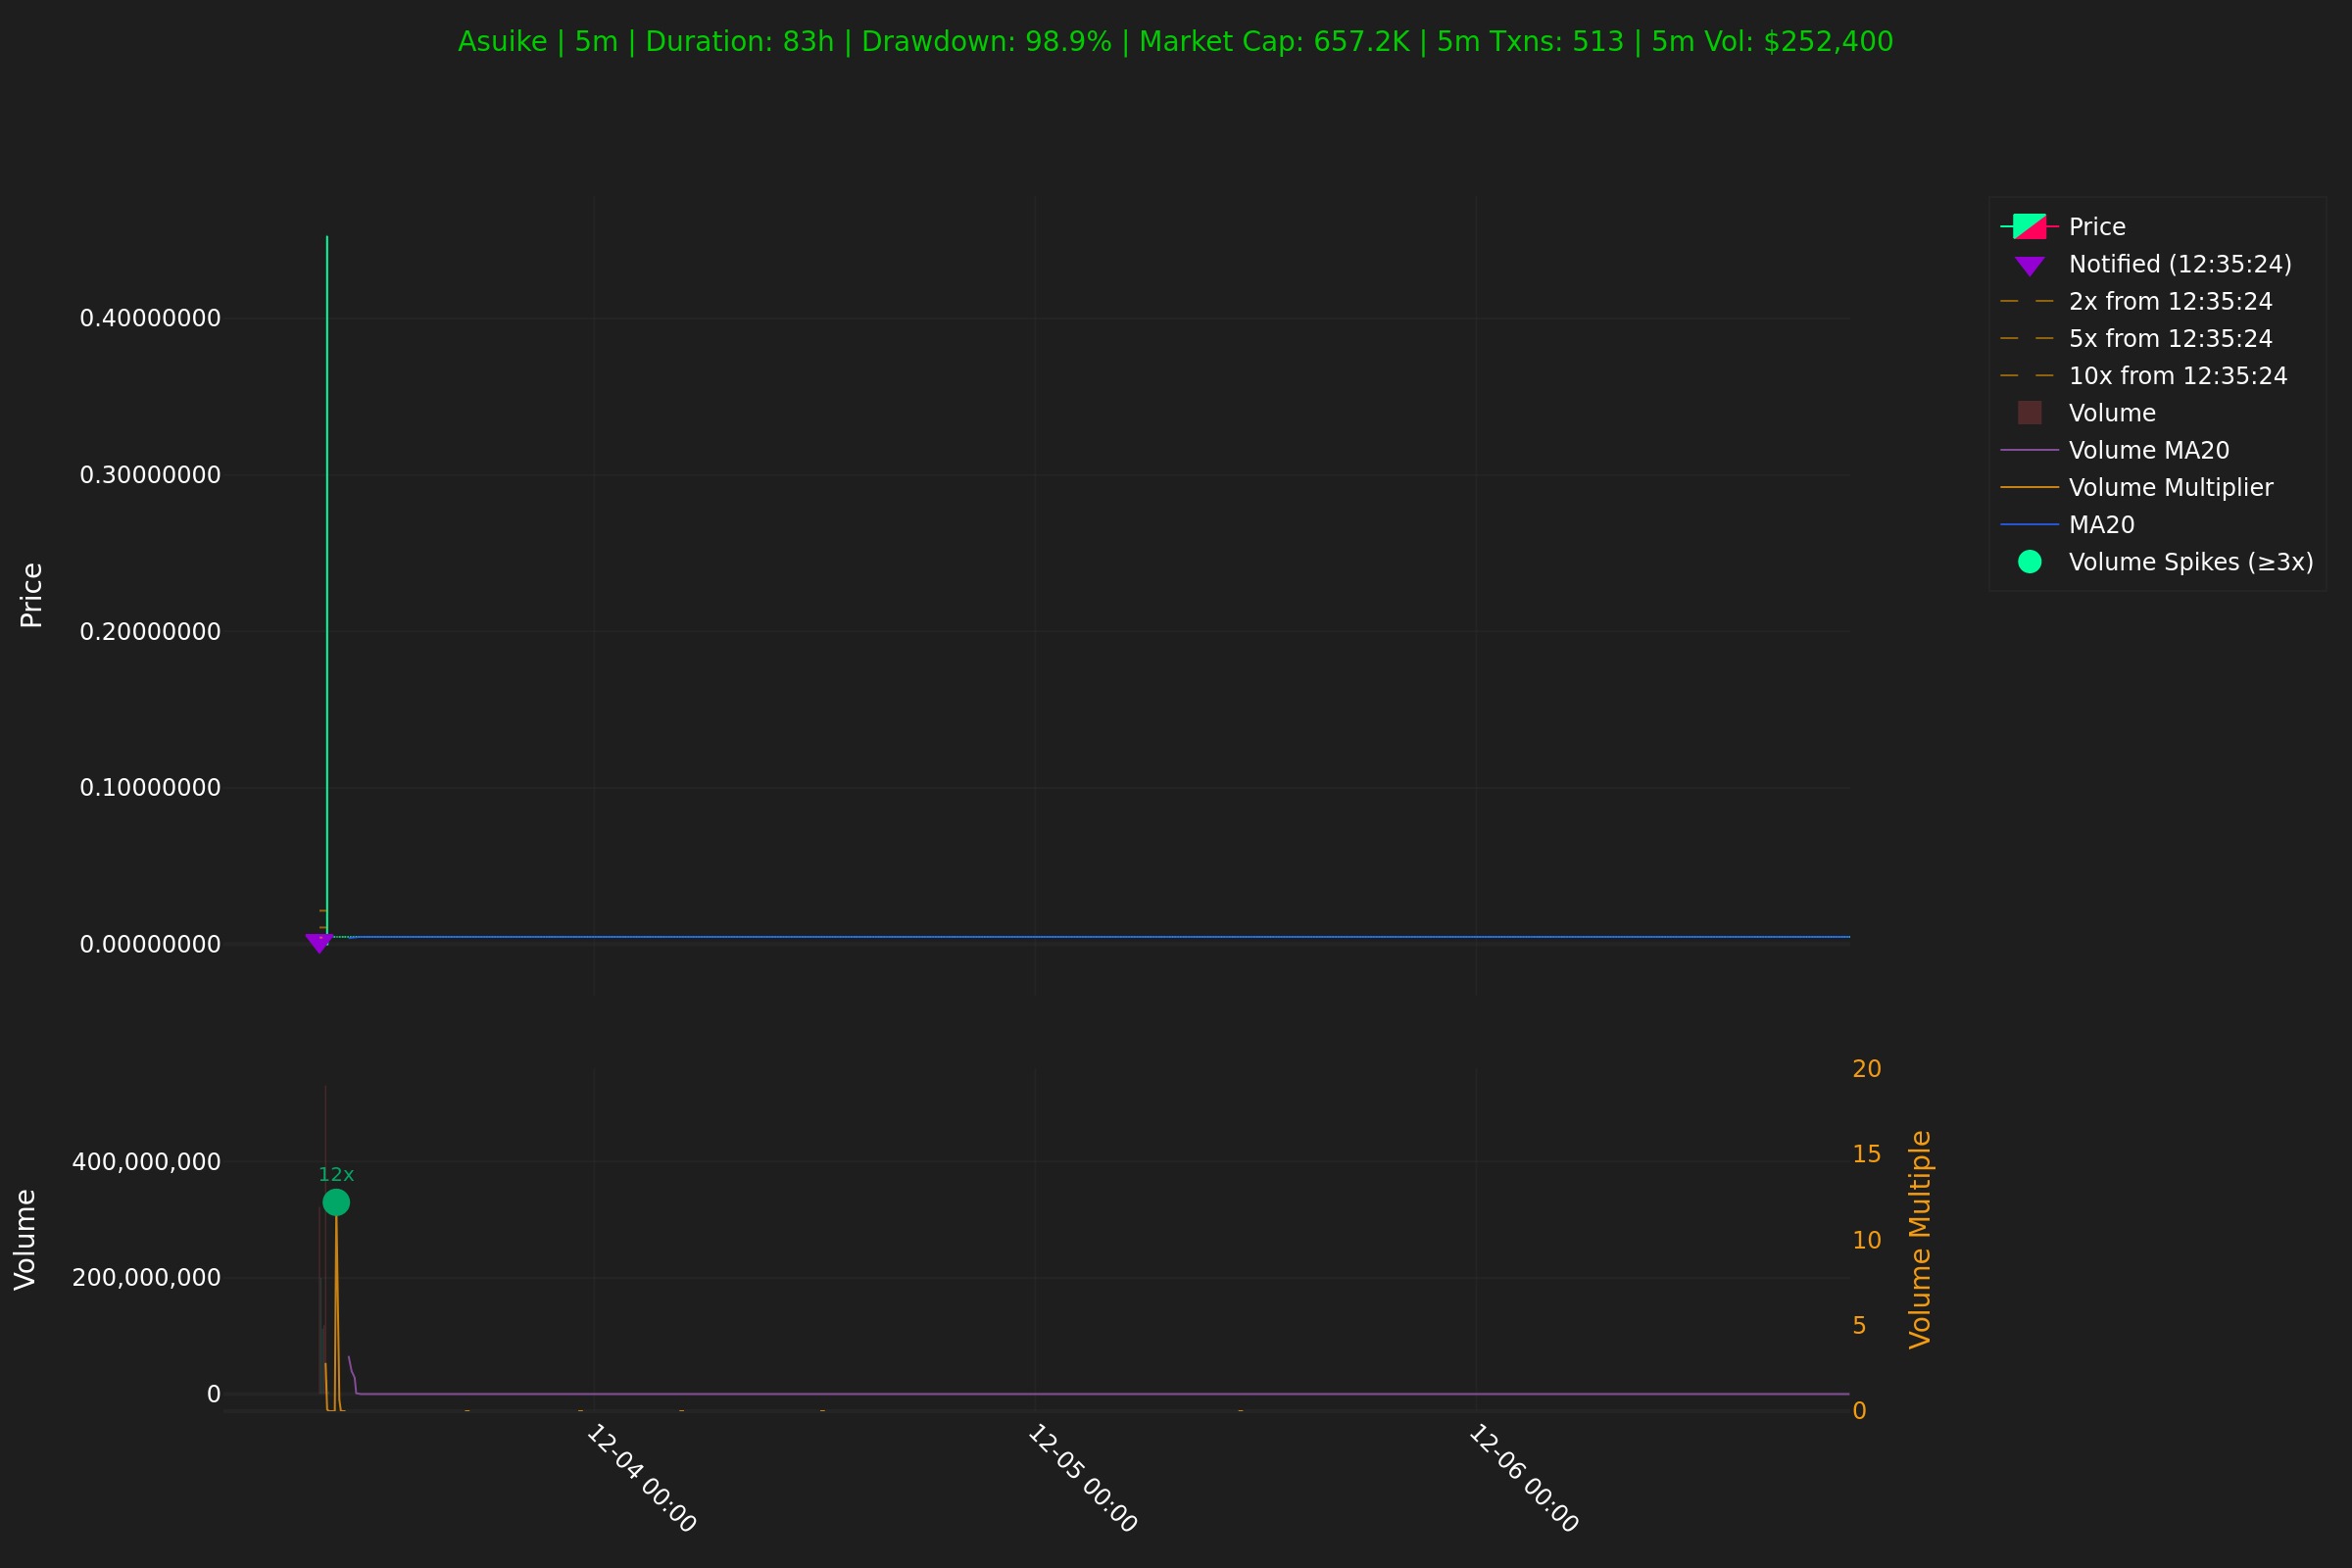 Asuike | 5m | Duration: 83h | Drawdown: 98.9% | Market Cap: 657.2K | 5m Txns: 513 | 5m Vol: $252,400
Price
0.40000000
0.30000000
0.20000000
0.10000000
0.00000000
Price
Notified (12:35:24)
2x from 12:35:24
5x from 12:35:24
10x from 12:35:24
Volume
Volume MA20
Volume Multiplier
MA20
Volume Spikes (≥3x)
Volume
400,000,000
200,000,000
0
12x
20
15
10
5
0
Volume Multiple
12-04 00:00
12-05 00:00
12-06 00:00